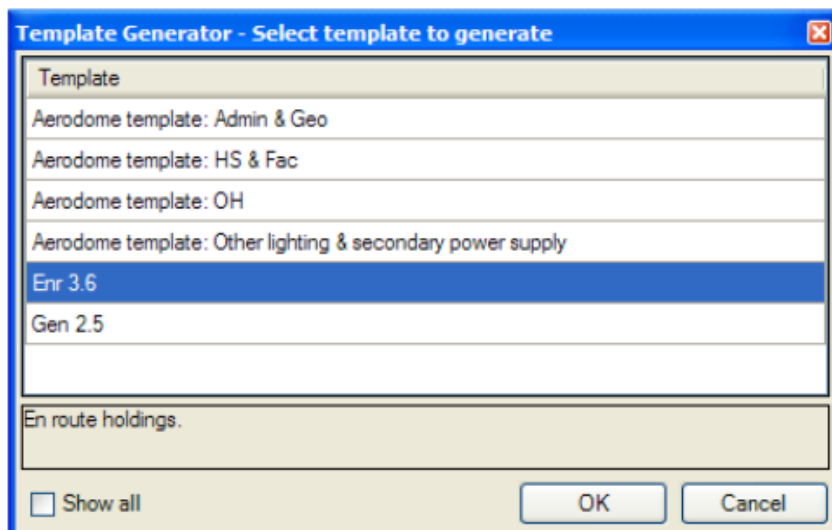 Template Generator - Select template to generate
Template
Aerodome template: Admin & Geo
Aerodome template: HS & Fac
Aerodome template: OH
Aerodome template: Other lighting & secondary power supply
Enr 3.6
Gen 2.5
En route holdings.
Show all OK Cancel